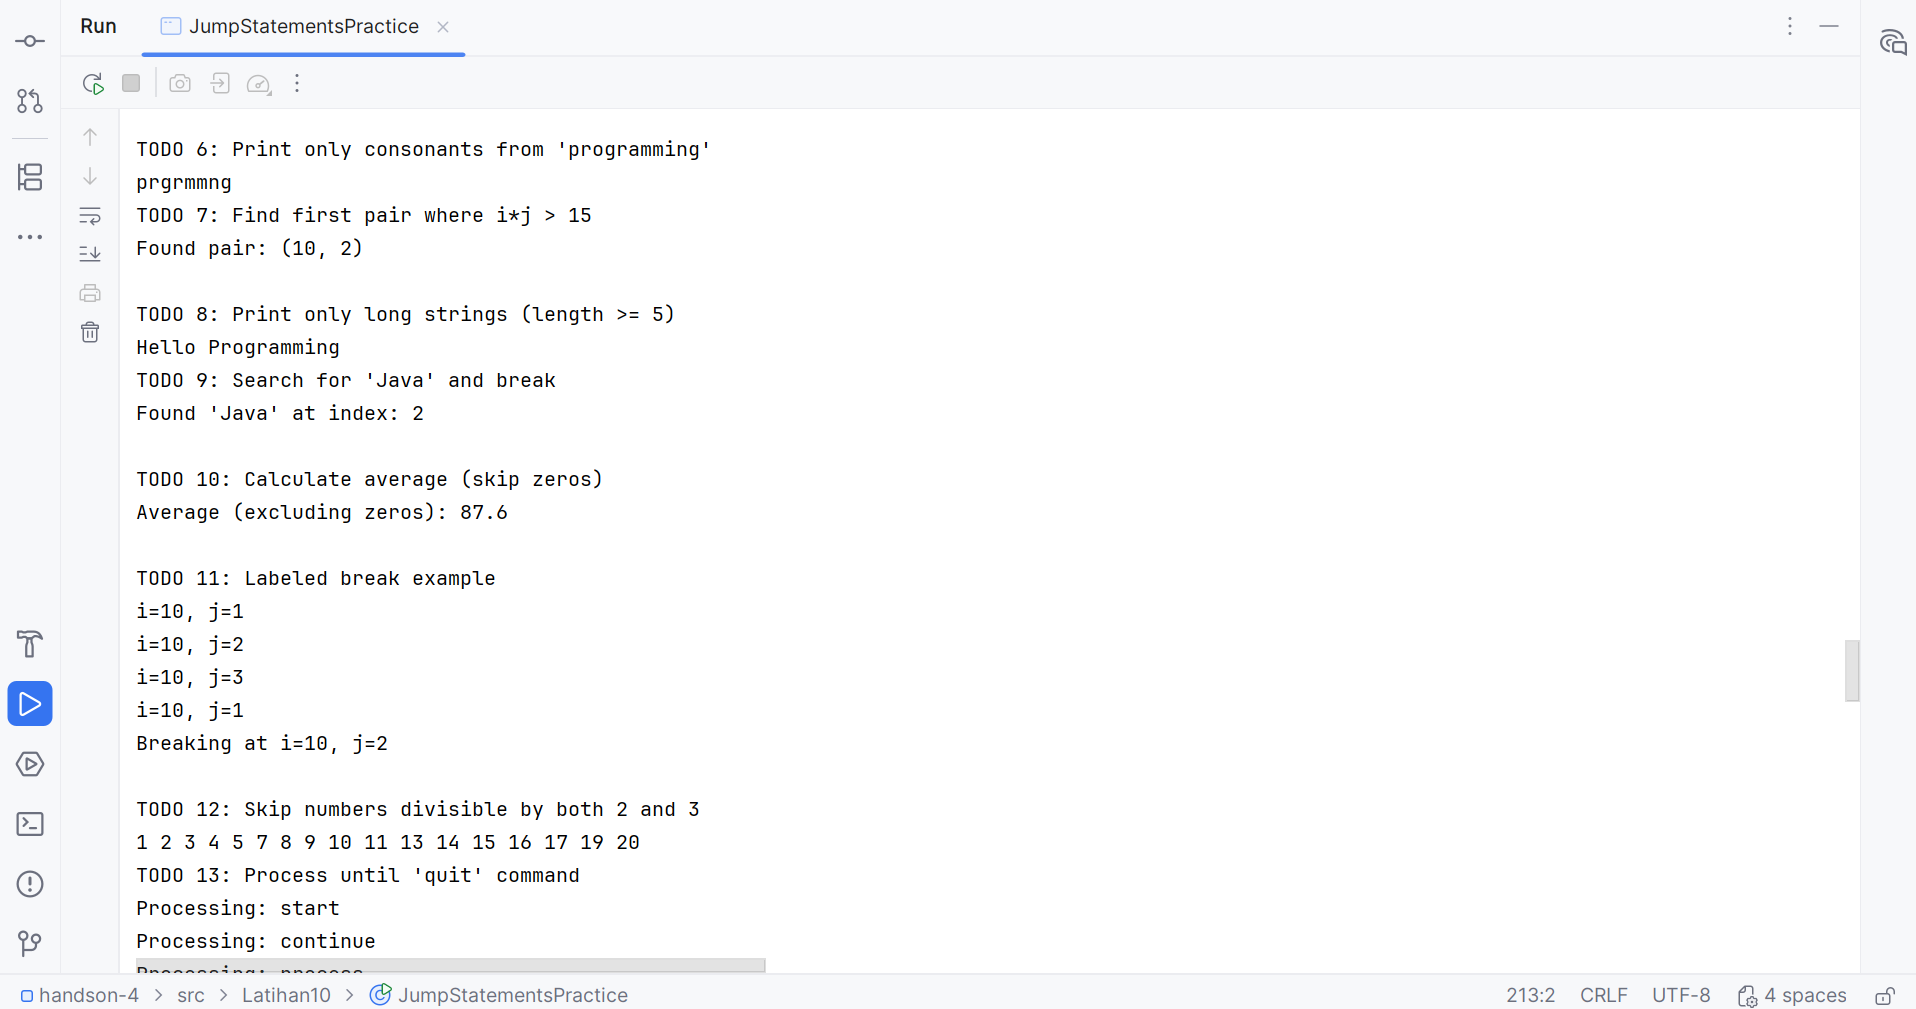 Run JumpStatementsPractice
TODO 6: Print only consonants from 'programming'
prgrmmng
TODO 7: Find first pair where i*j > 15
Found pair: (10, 2)
TODO 8: Print only long strings (length >= 5)
Hello Programming
TODO 9: Search for 'Java' and break
Found 'Java' at index: 2
TODO 10: Calculate average (skip zeros)
Average (excluding zeros): 87.6
TODO 11: Labeled break example
i=10, j=1
i=10, j=2
i=10, j=3
i=10, j=1
Breaking at i=10, j=2
TODO 12: Skip numbers divisible by both 2 and 3
1 2 3 4 5 7 8 9 10 11 13 14 15 16 17 19 20
TODO 13: Process until 'quit' command
Processing: start
Processing: continue
Processing: process
handson-4 > src > Latihan10 > JumpStatementsPractice 213:2 CRLF UTF-8 4 spaces